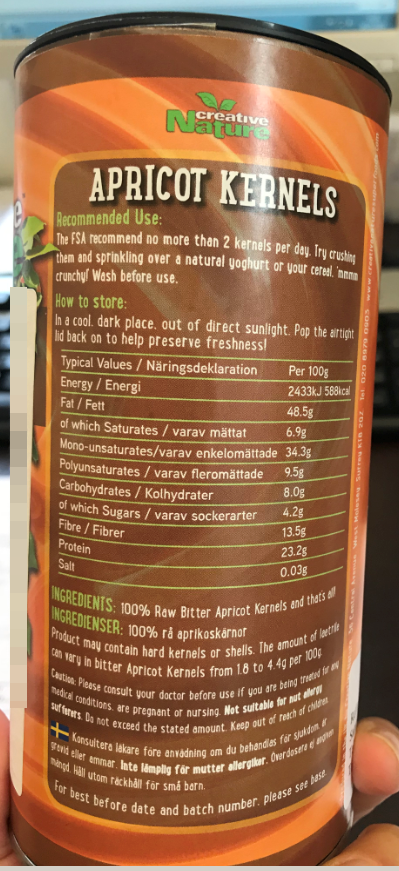 creative
Nature
APRICOT KERNELS
Recommended Use:
The FSA recommend no more than 2 kernels per day. Try crushing
them and sprinkling over a natural yoghurt or your cereal, 'mmmm
crunchy!' Wash before use.
How to store:
In a cool, dark place, out of direct sunlight. Pop the airtight
lid back on to help preserve freshness!
Typical Values / Näringsdeklaration Per 100g
Energy / Energi 2433kJ 588kcal
Fat / Fett 48.5g
of which Saturates / varav mättat 6.9g
Mono-unsaturates/varav enkelomättade 34.3g
Polyunsaturates / varav fleromättade 9.5g
Carbohydrates / Kolhydrater 8.0g
of which Sugars / varav sockerarter 4.2g
Fibre / Fibrer 13.5g
Protein 23.2g
Salt 0.03g
INGREDIENTS: 100% Raw Bitter Apricot Kernels and thats all!
INGREDIENSER: 100% rå aprikoskärnor
Product may contain hard kernels or shells. The amount of laetrile
can vary in bitter Apricot Kernels from 1.8 to 4.4g per 100g
Caution: Please consult your doctor before use if you are being treated for any
medical conditions, are pregnant or nursing. Not suitable for nut allergy
sufferers. Do not exceed the stated amount. Keep out of reach of children.
Konsultera läkare före användning om du behandlas för sjukdom, är
gravid eller ammar. Inte lämplig för mutter allergiker. Överdosera ej angiven
mängd. Håll utom räckhåll för små barn.
For best before date and batch number, please see base.